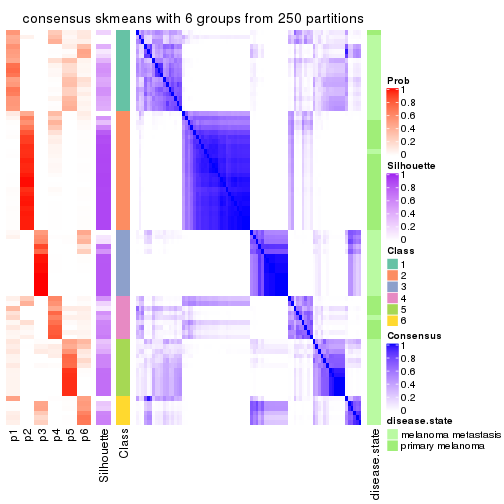 consensus skmeans with 6 groups from 250 partitions
Prob
1
0.8
0.6
0.4
0.2
0
Silhouette
1
0.8
0.6
0.4
0.2
0
Class
1
2
3
4
5
6
Consensus
1
0.8
0.6
0.4
0.2
0
disease.state
melanoma metastasis
primary melanoma
p1
p2
p3
p4
p5
p6
Silhouette
Class
disease.state